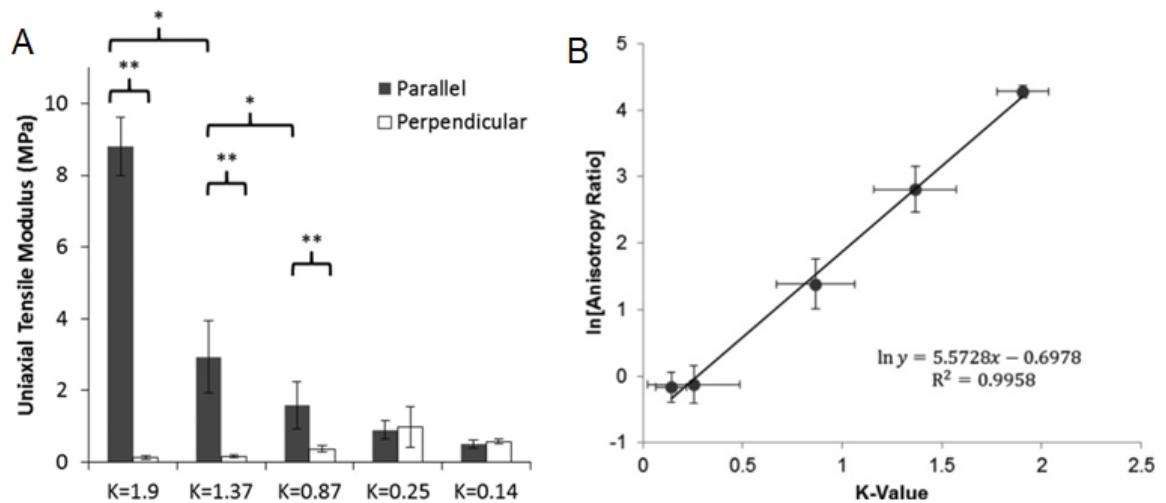 A
*
**
*
**
**
Parallel
Perpendicular
Uniaxial Tensile Modulus (MPa)
10
8
6
4
2
0
K=1.9 K=1.37 K=0.87 K=0.25 K=0.14
B
ln[Anisotropy Ratio]
5
4
3
2
1
0
-1
ln y = 5.5728x − 0.6978
R² = 0.9958
0 0.5 1 1.5 2 2.5
K-Value